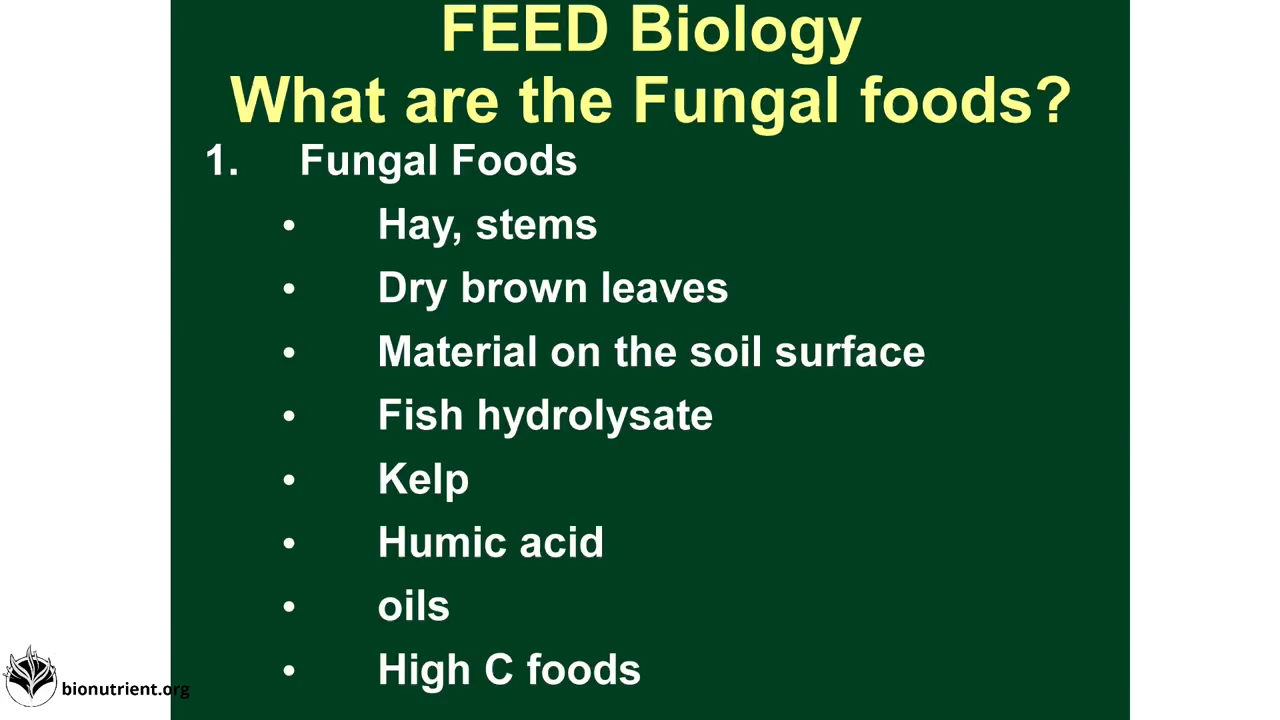 FEED Biology
What are the Fungal foods?
1. Fungal Foods
• Hay, stems
• Dry brown leaves
• Material on the soil surface
• Fish hydrolysate
• Kelp
• Humic acid
• oils
• High C foods
bionutrient.org